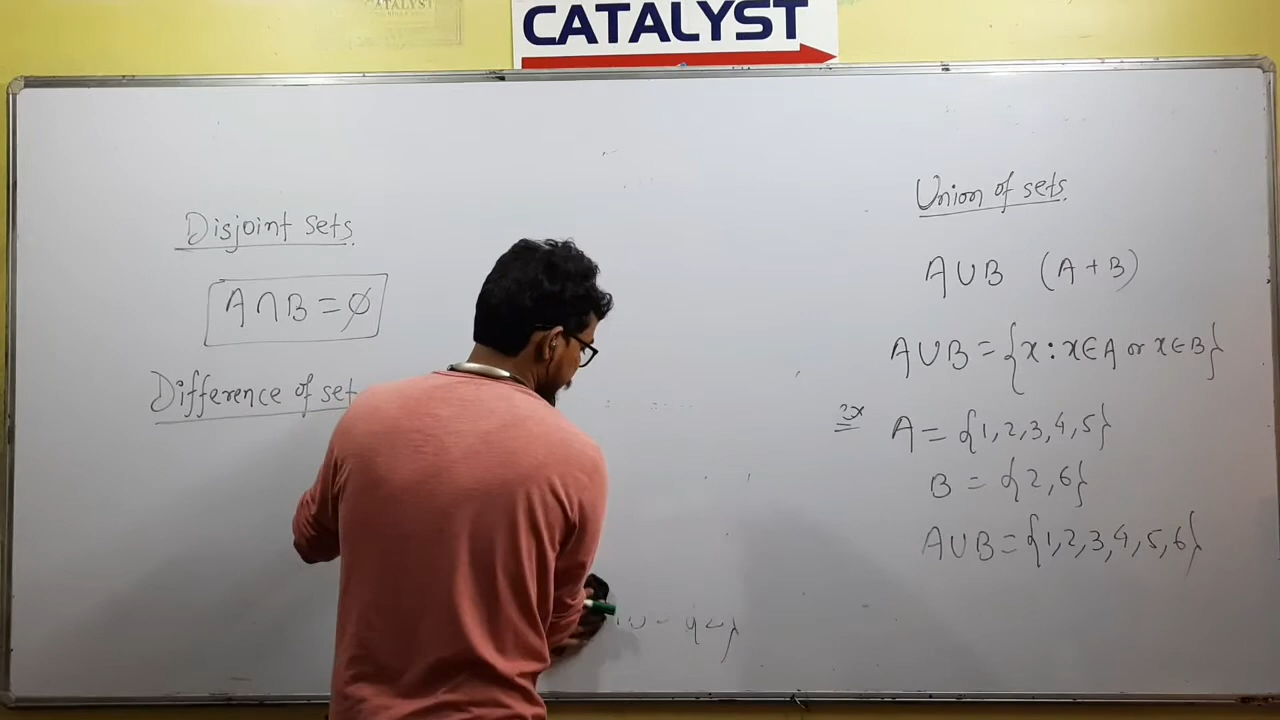 CATALYST
CATALYST
Disjoint sets.
A∩B = ∅
Difference of set
Union of sets.
A∪B (A+B)
A∪B = {x : x∈A or x∈B}
Ex A = {1,2,3,4,5}
B = {2,6}
A∪B = {1,2,3,4,5,6}